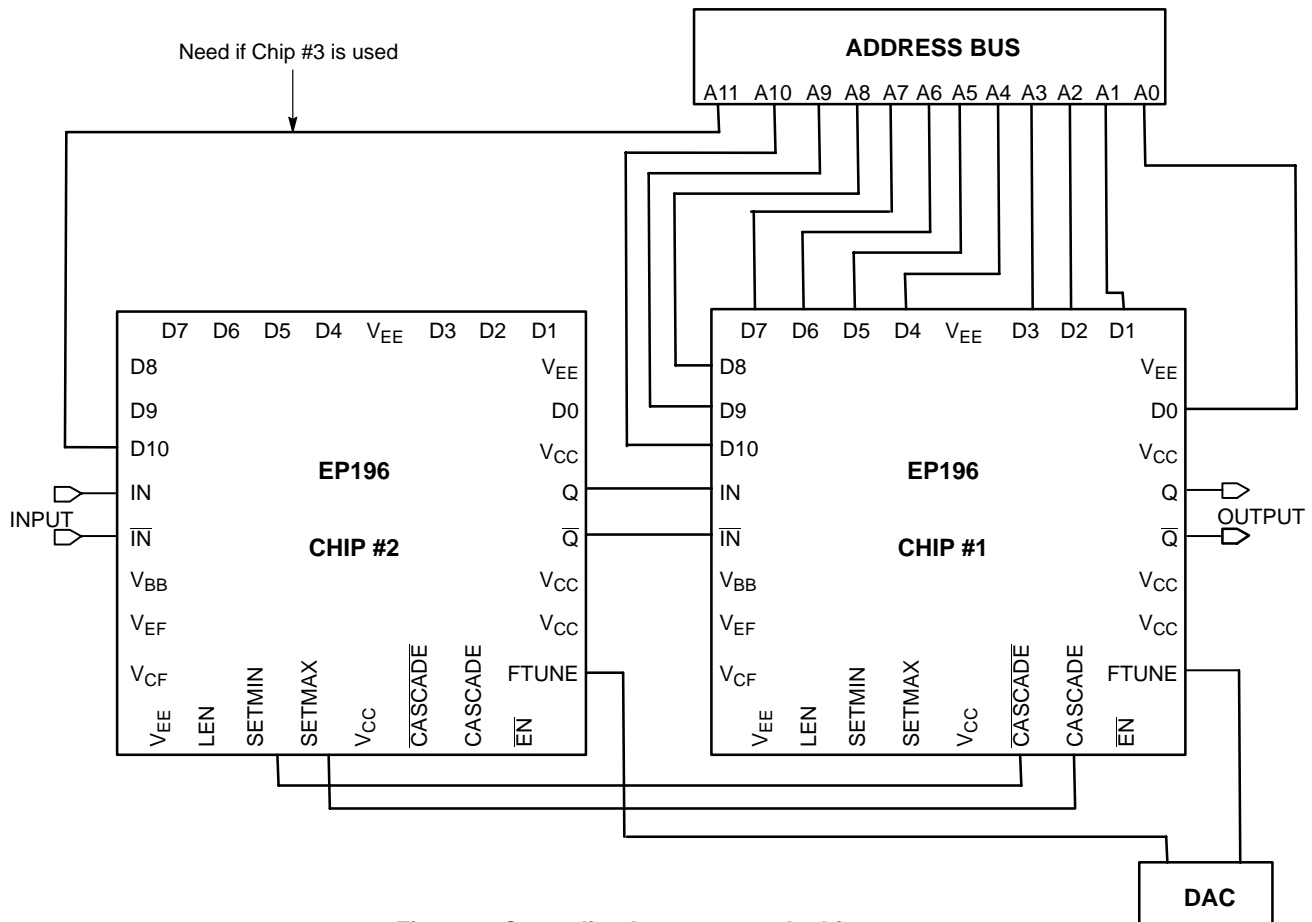 Need if Chip #3 is used
ADDRESS BUS
A11 A10 A9 A8 A7 A6 A5 A4 A3 A2 A1 A0
D7 D6 D5 D4 VEE D3 D2 D1
D8
D9
D10
IN
IN
VBB
VEF
VCF
VEE
LEN
SETMIN
SETMAX
VCC
CASCADE
CASCADE
EN
VEE
D0
VCC
Q
Q
VCC
VCC
FTUNE
EP196
CHIP #2
INPUT
D7 D6 D5 D4 VEE D3 D2 D1
D8
D9
D10
IN
IN
VBB
VEF
VCF
VEE
LEN
SETMIN
SETMAX
VCC
CASCADE
CASCADE
EN
VEE
D0
VCC
Q
Q
VCC
VCC
FTUNE
EP196
CHIP #1
OUTPUT
DAC